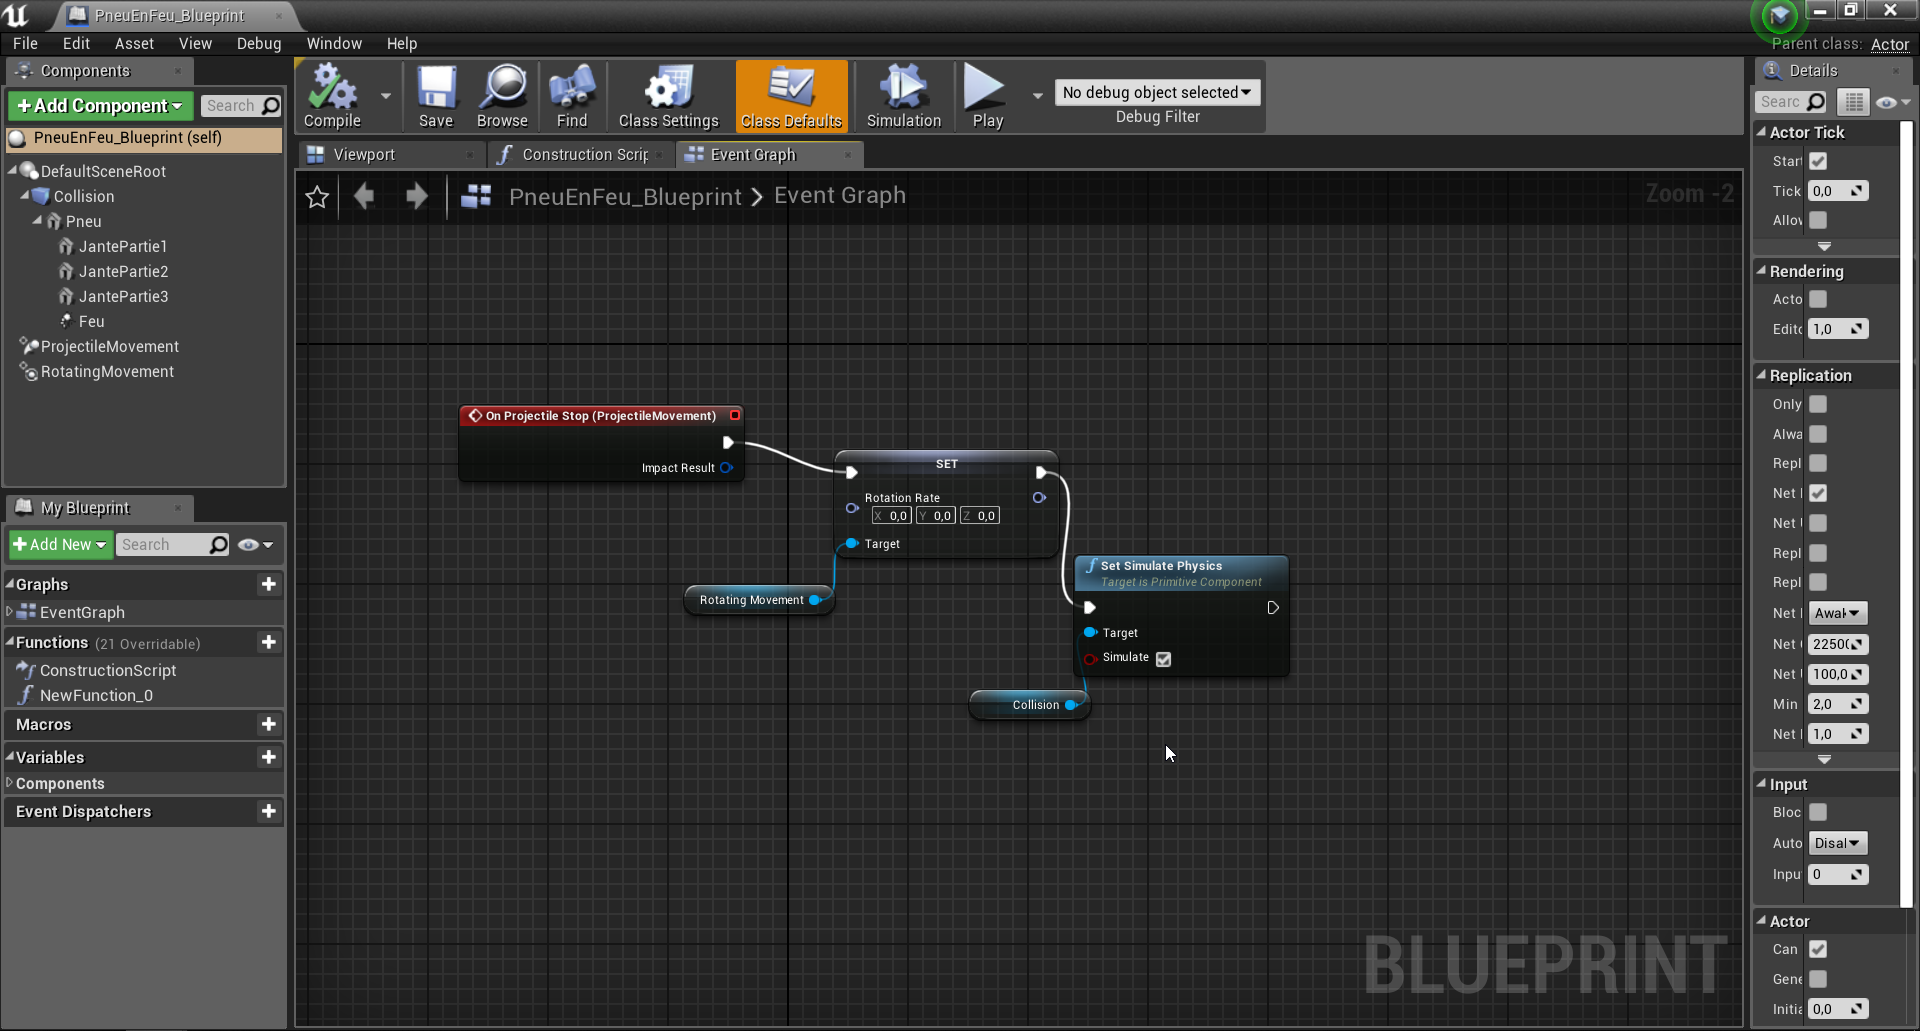 PneuEnFeu_Blueprint
File Edit Asset View Debug Window Help
Parent class: Actor
Components
+Add Component
Search
PneuEnFeu_Blueprint (self)
DefaultSceneRoot
Collision
Pneu
JantePartie1
JantePartie2
JantePartie3
Feu
ProjectileMovement
RotatingMovement
My Blueprint
+Add New
Search
Graphs
EventGraph
Functions (21 Overridable)
ConstructionScript
NewFunction_0
Macros
Variables
Components
Event Dispatchers
Compile
Save
Browse
Find
Class Settings
Class Defaults
Simulation
Play
No debug object selected
Debug Filter
Viewport
Construction Scrip
Event Graph
PneuEnFeu_Blueprint > Event Graph
Zoom -2
On Projectile Stop (ProjectileMovement)
Impact Result
SET
Rotation Rate
X 0,0 Y 0,0 Z 0,0
Target
Rotating Movement
Set Simulate Physics
Target is Primitive Component
Target
Simulate
Collision
BLUEPRINT
Details
Searc
Actor Tick
Start
Tick 0,0
Allov
Rendering
Acto
Edito 1,0
Replication
Only
Alwa
Repl
Net
Net
Repl
Repl
Net Awak
Net 22500
Net 100,0
Min 2,0
Net 1,0
Input
Bloc
Auto Disal
Inpu 0
Actor
Can
Gene
Initia 0,0